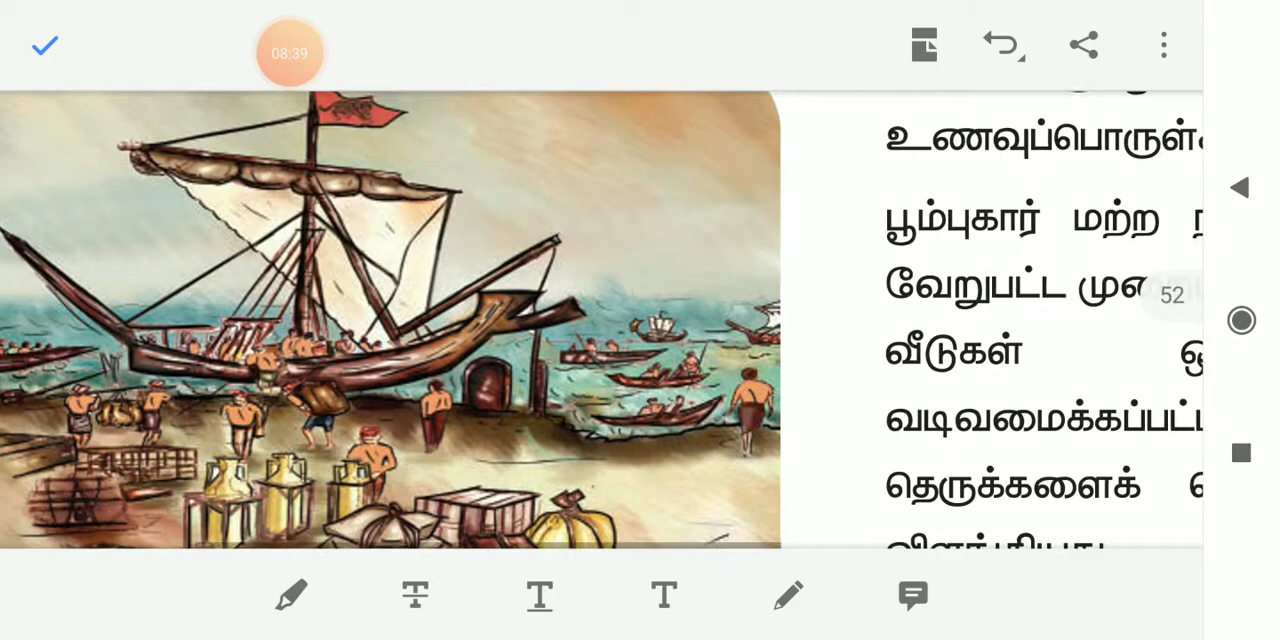 08:39
உணவுப்பொருள்
பூம்புகார் மற்ற
வேறுபட்ட
52
வீடுகள்
வடிவமைக்கப்பட்
தெருக்களைக்